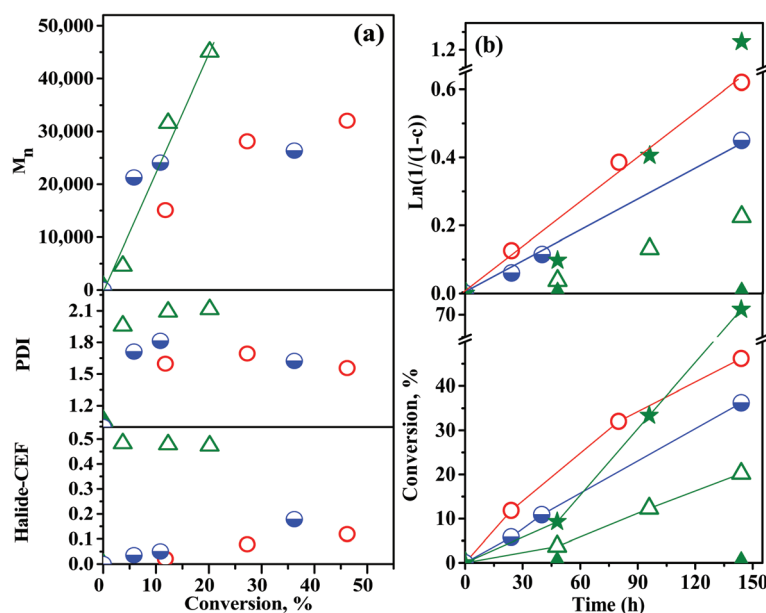 (a)
50,000
40,000
30,000
20,000
10,000
0
Mn
2.1
1.8
1.5
1.2
PDI
0.5
0.4
0.3
0.2
0.1
0.0
Halide-CEF
0 10 20 30 40 50
Conversion, %
(b)
1.2
0.6
0.4
0.2
0.0
Ln(1/(1-c))
70
40
30
20
10
0
Conversion, %
0 30 60 90 120 150
Time (h)